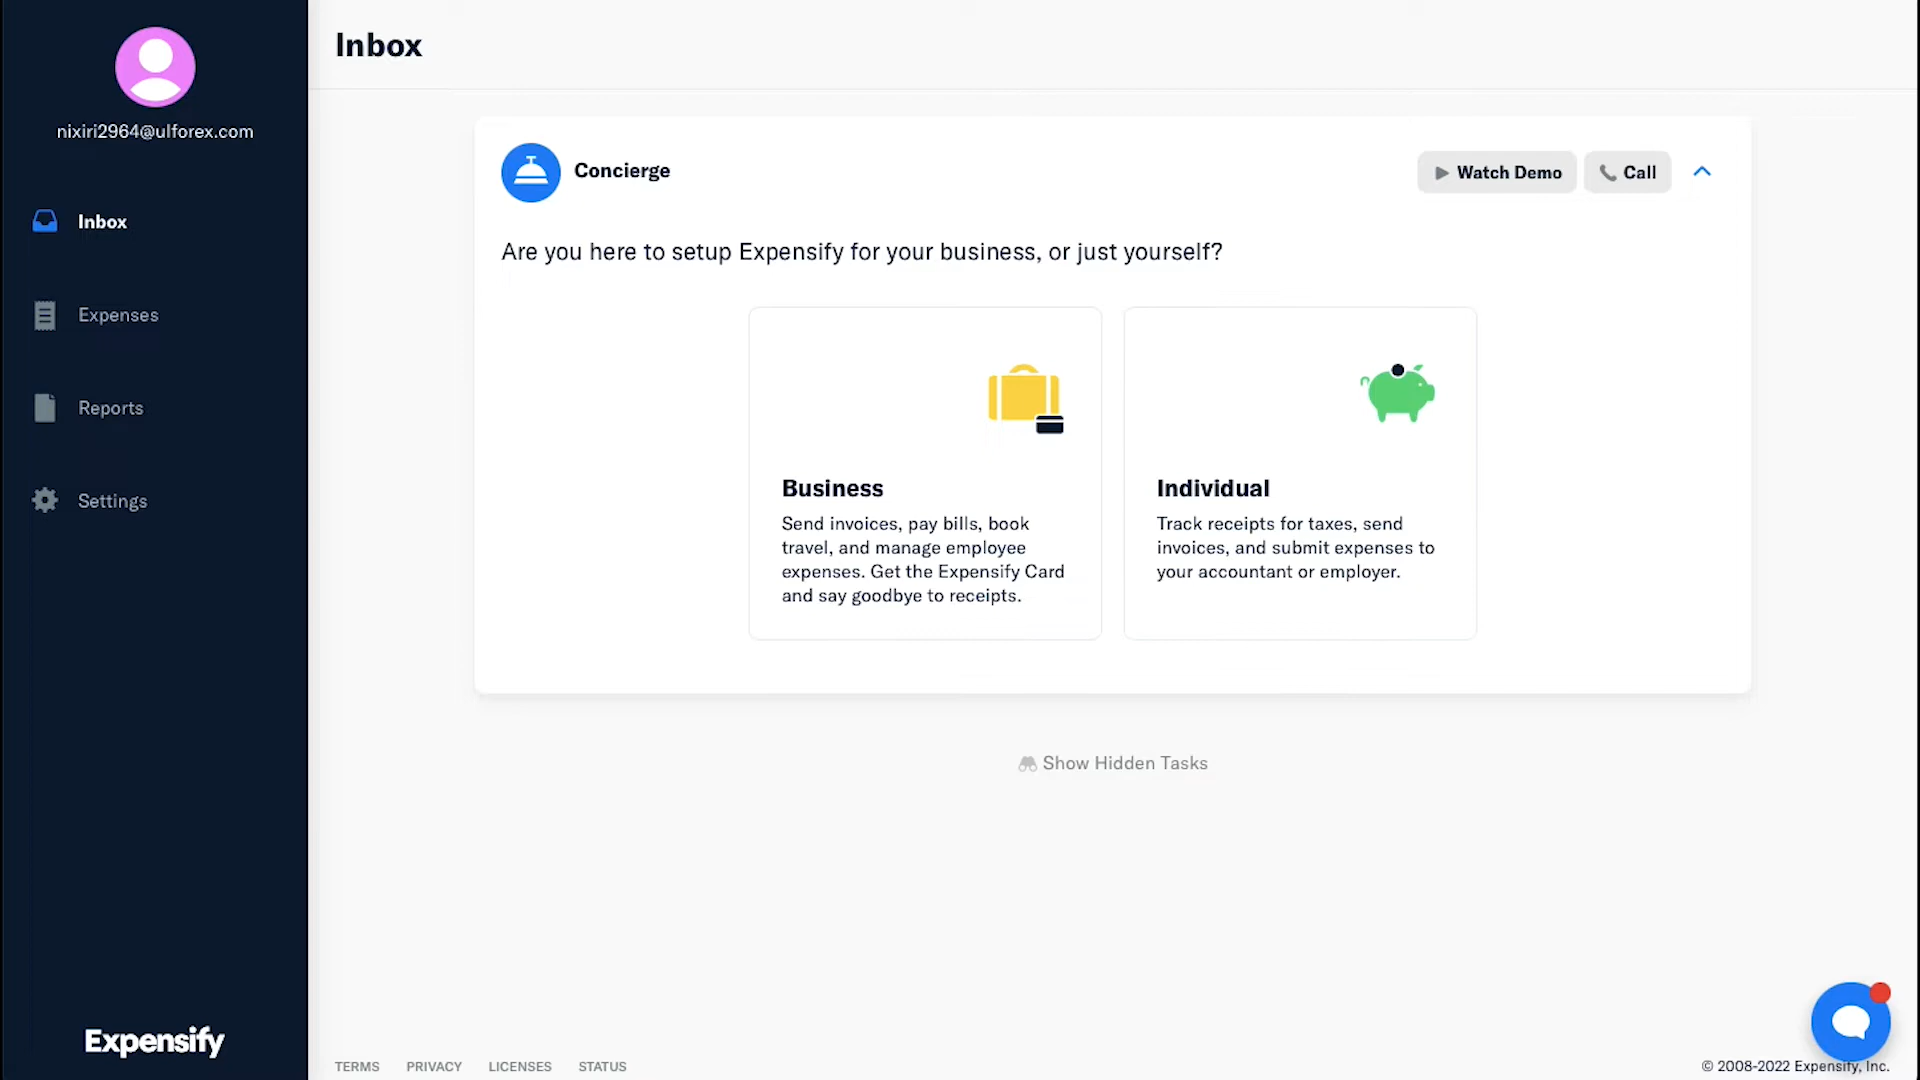 nixiri2964@ulforex.com
Inbox
Expenses
Reports
Settings
Expensify
Inbox
Concierge
Watch Demo
Call
Are you here to setup Expensify for your business, or just yourself?
Business
Send invoices, pay bills, book
travel, and manage employee
expenses. Get the Expensify Card
and say goodbye to receipts.
Individual
Track receipts for taxes, send
invoices, and submit expenses to
your accountant or employer.
Show Hidden Tasks
TERMS PRIVACY LICENSES STATUS
© 2008-2022 Expensify, Inc.